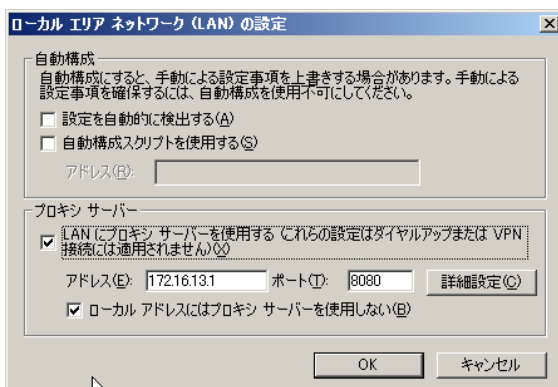 ローカル エリア ネットワーク (LAN) の設定
自動構成
自動構成にすると、手動による設定事項を上書きする場合があります。手動による
設定事項を確保するには、自動構成を使用不可にしてください。
設定を自動的に検出する(A)
自動構成スクリプトを使用する(S)
アドレス(R):
プロキシ サーバー
LAN にプロキシ サーバーを使用する (これらの設定はダイヤルアップまたは VPN
接続には適用されません)(X)
アドレス(E): 172.16.13.1 ポート(T): 8080 詳細設定(C)
ローカル アドレスにはプロキシ サーバーを使用しない(B)
OK キャンセル